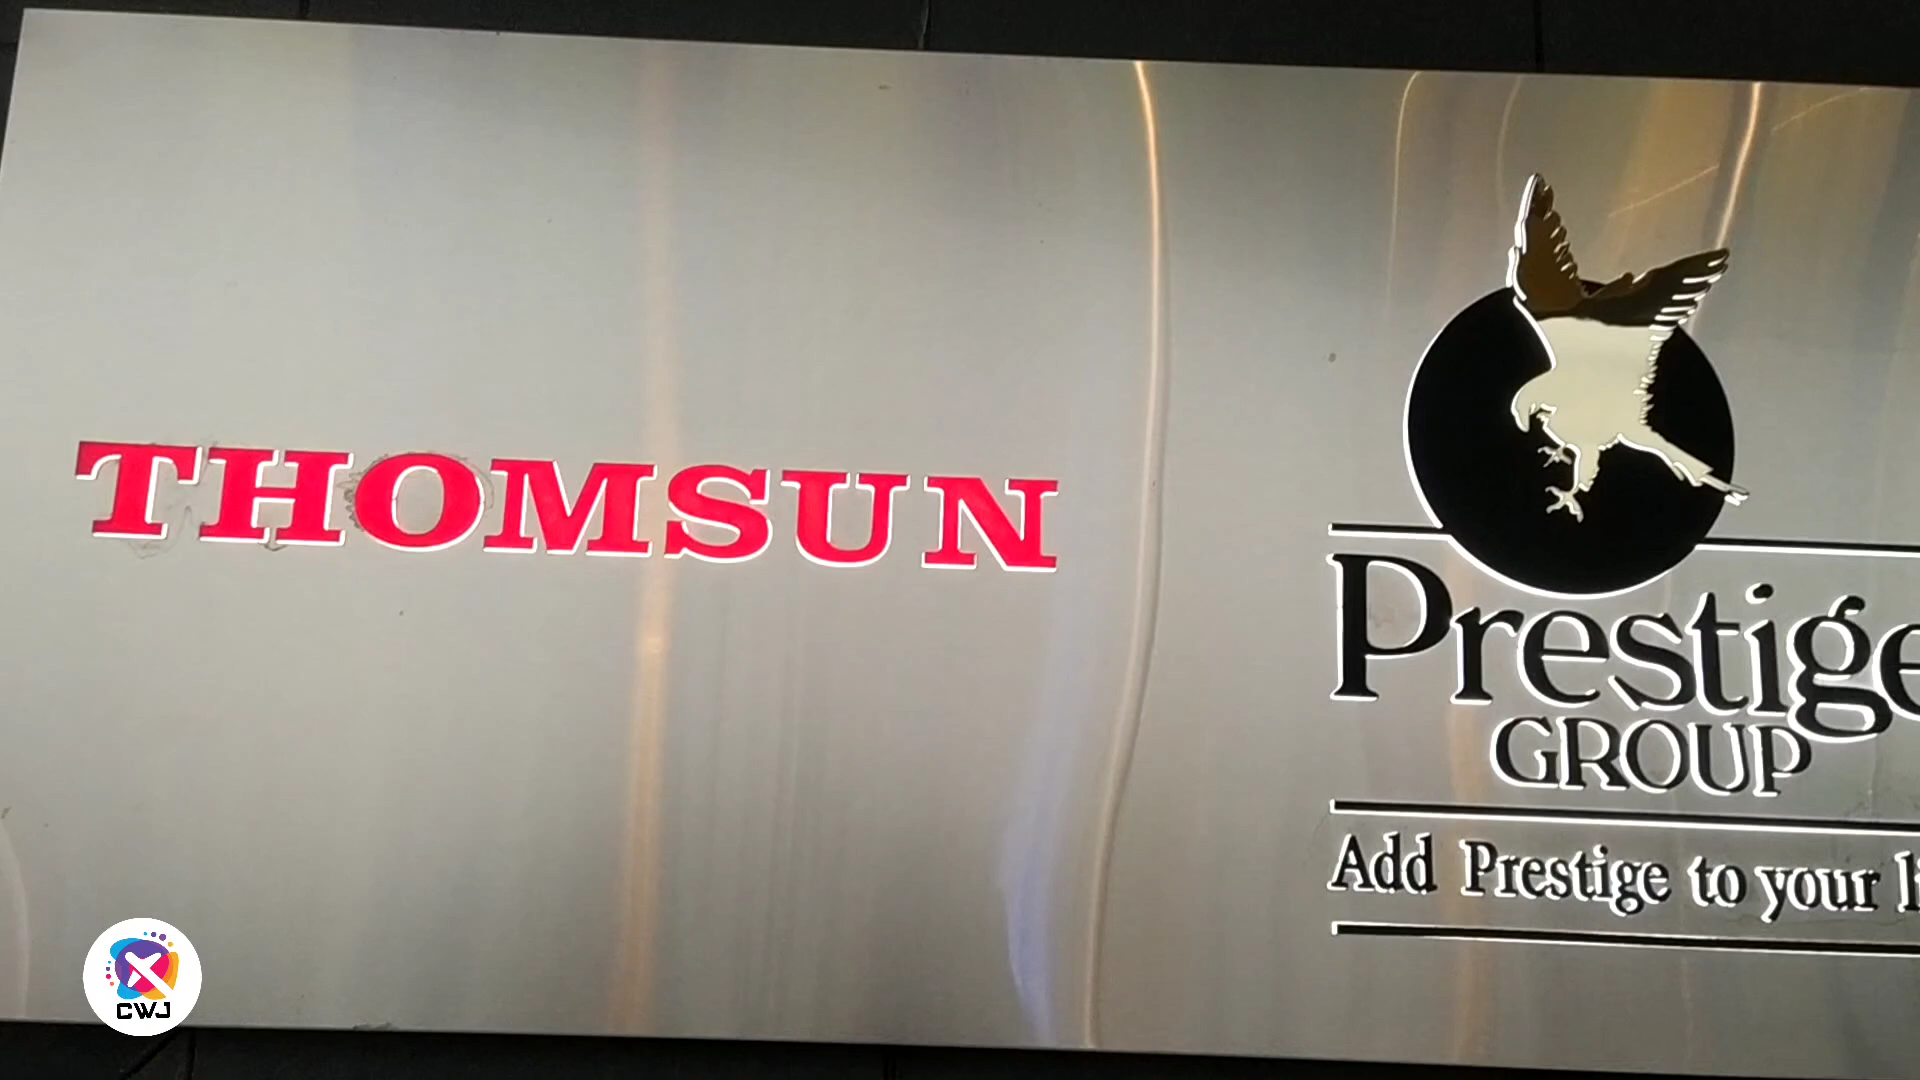 THOMSUN
Prestige
GROUP
Add Prestige to your
CWJ